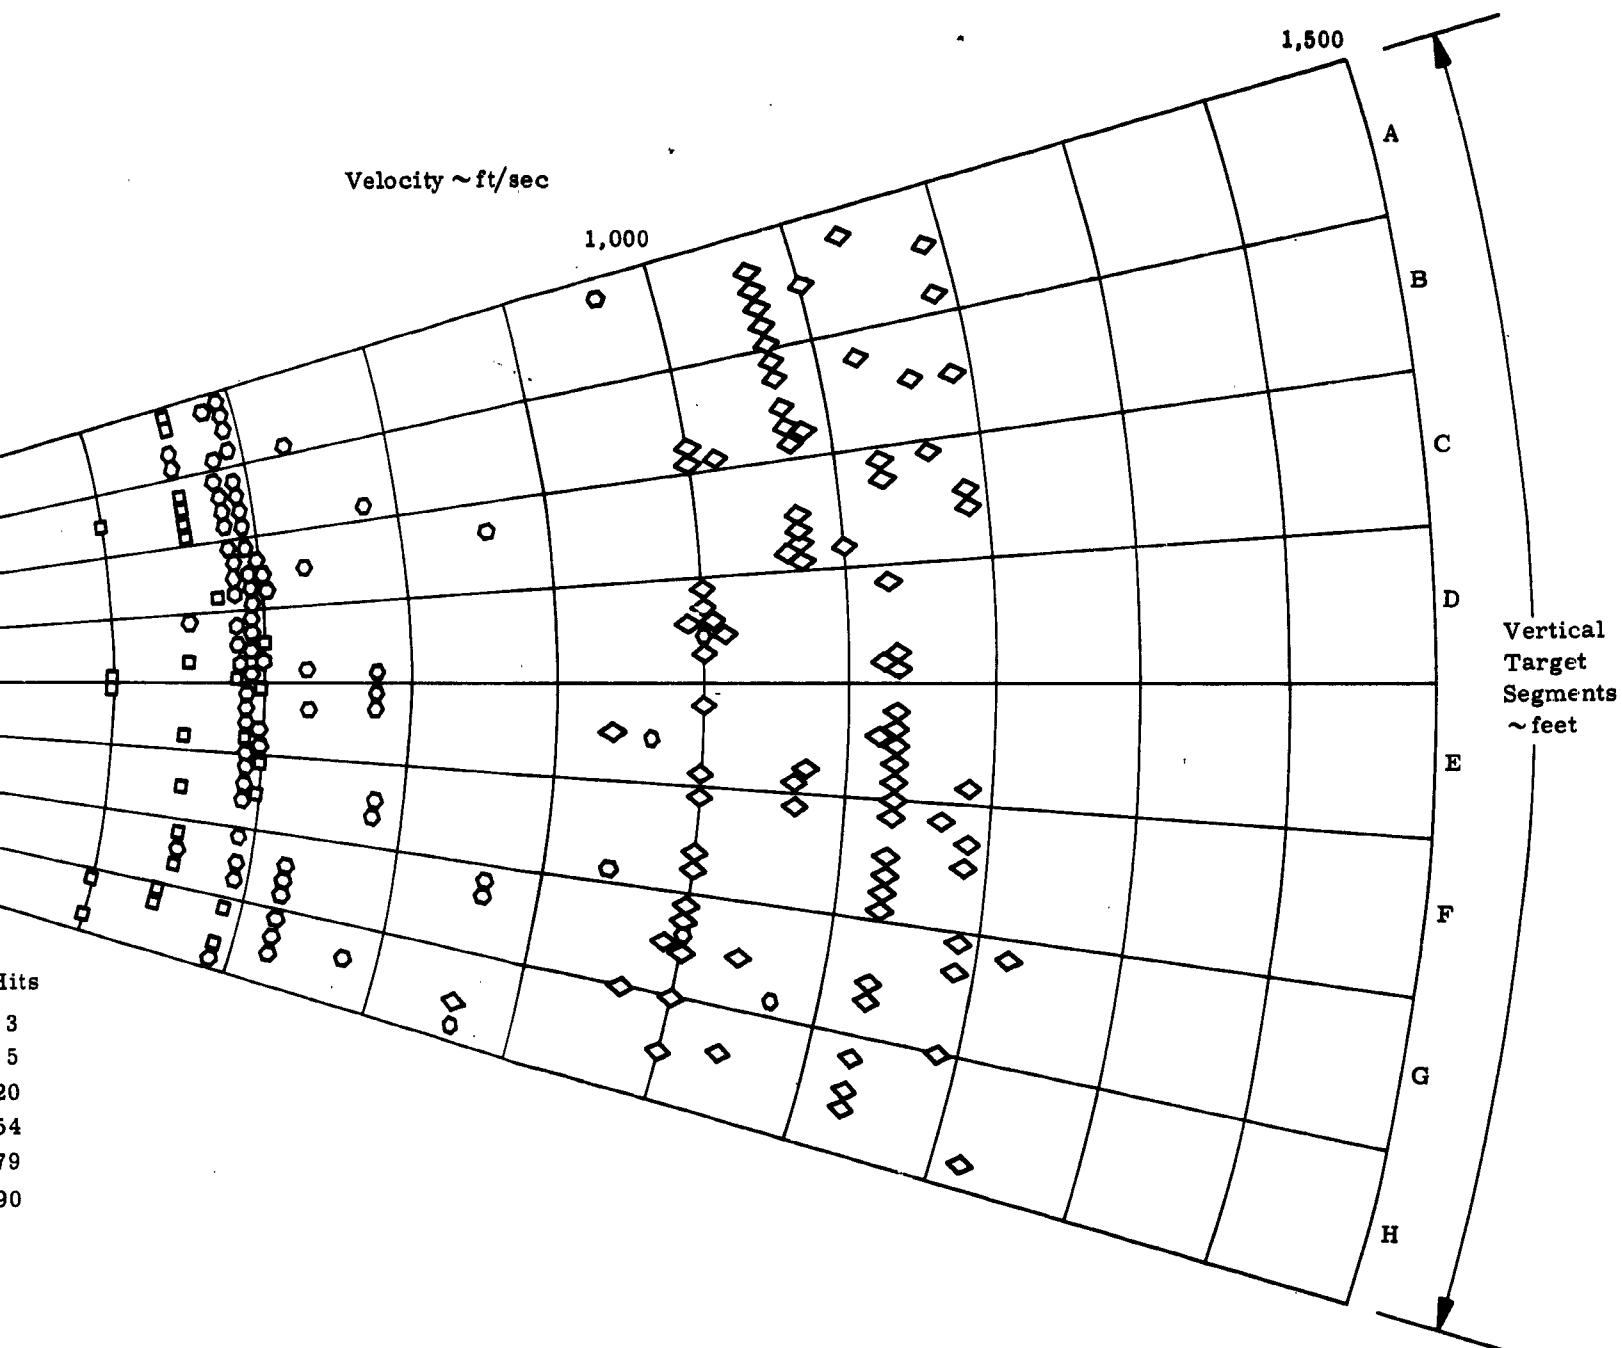 1,500
A
Velocity ~ ft/sec
B
1,000
C
D
Vertical
Target
Segments
~ feet
E
F
Hits
3
5
20
54
79
90
G
H